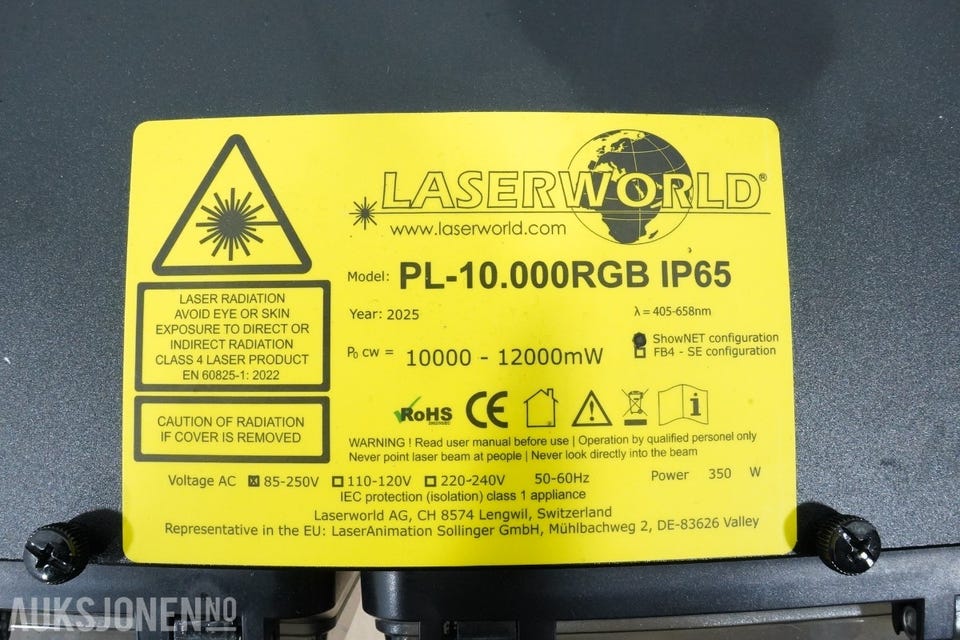 LASERWORLD®
www.laserworld.com
Model: PL-10.000RGB IP65
Year: 2025
λ = 405-658nm
P₀ cw = 10000 - 12000mW
ShowNET configuration
FB4 - SE configuration
LASER RADIATION
AVOID EYE OR SKIN
EXPOSURE TO DIRECT OR
INDIRECT RADIATION
CLASS 4 LASER PRODUCT
EN 60825-1: 2022
CAUTION OF RADIATION
IF COVER IS REMOVED
RoHS
CE
WARNING ! Read user manual before use | Operation by qualified personel only
Never point laser beam at people | Never look directly into the beam
Voltage AC ☒ 85-250V ☐ 110-120V ☐ 220-240V 50-60Hz Power 350 W
IEC protection (isolation) class 1 appliance
Laserworld AG, CH 8574 Lengwil, Switzerland
Representative in the EU: LaserAnimation Sollinger GmbH, Mühlbachweg 2, DE-83626 Valley
AUKSJONEN.NO